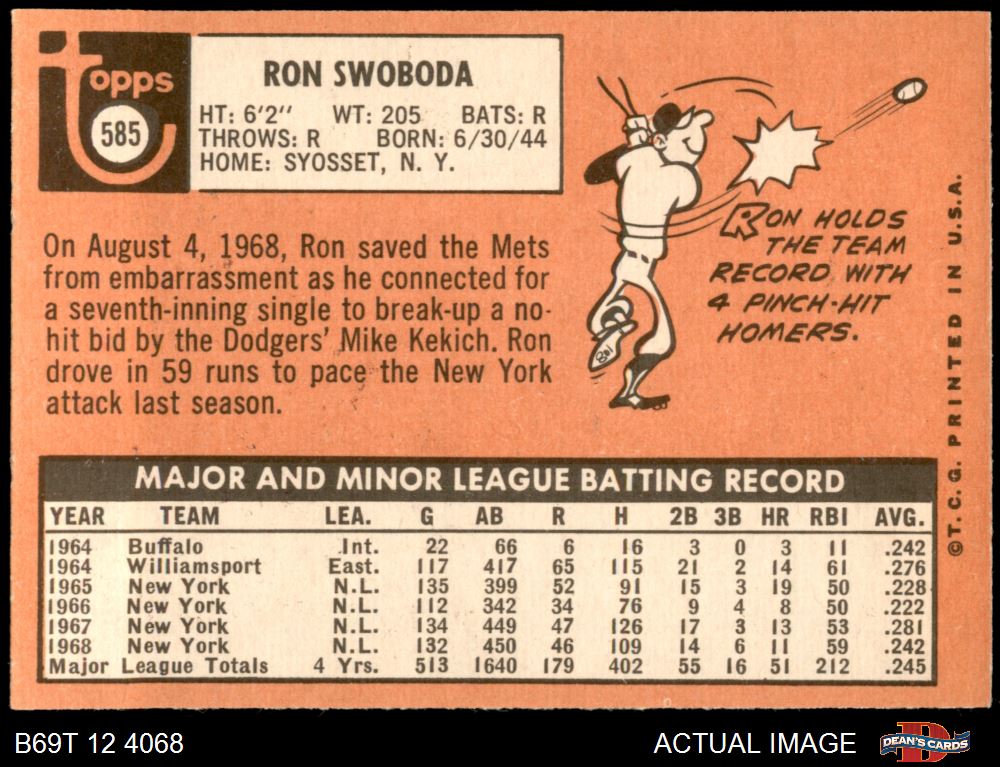 topps
585
RON SWOBODA
HT: 6'2" WT: 205 BATS: R
THROWS: R BORN: 6/30/44
HOME: SYOSSET, N. Y.
On August 4, 1968, Ron saved the Mets
from embarrassment as he connected for
a seventh-inning single to break-up a no-
hit bid by the Dodgers' Mike Kekich. Ron
drove in 59 runs to pace the New York
attack last season.
RON HOLDS
THE TEAM
RECORD WITH
4 PINCH-HIT
HOMERS.
©T. C. G. PRINTED IN U.S.A.
MAJOR AND MINOR LEAGUE BATTING RECORD
YEAR TEAM LEA. G AB R H 2B 3B HR RBI AVG.
1964 Buffalo Int. 22 66 6 16 3 0 3 11 .242
1964 Williamsport East. 117 417 65 115 21 2 14 61 .276
1965 New York N.L. 135 399 52 91 15 3 19 50 .228
1966 New York N.L. 112 342 34 76 9 4 8 50 .222
1967 New York N.L. 134 449 47 126 17 3 13 53 .281
1968 New York N.L. 132 450 46 109 14 6 11 59 .242
Major League Totals 4 Yrs. 513 1640 179 402 55 16 51 212 .245
B69T 12 4068
ACTUAL IMAGE
DEAN'S CARDS